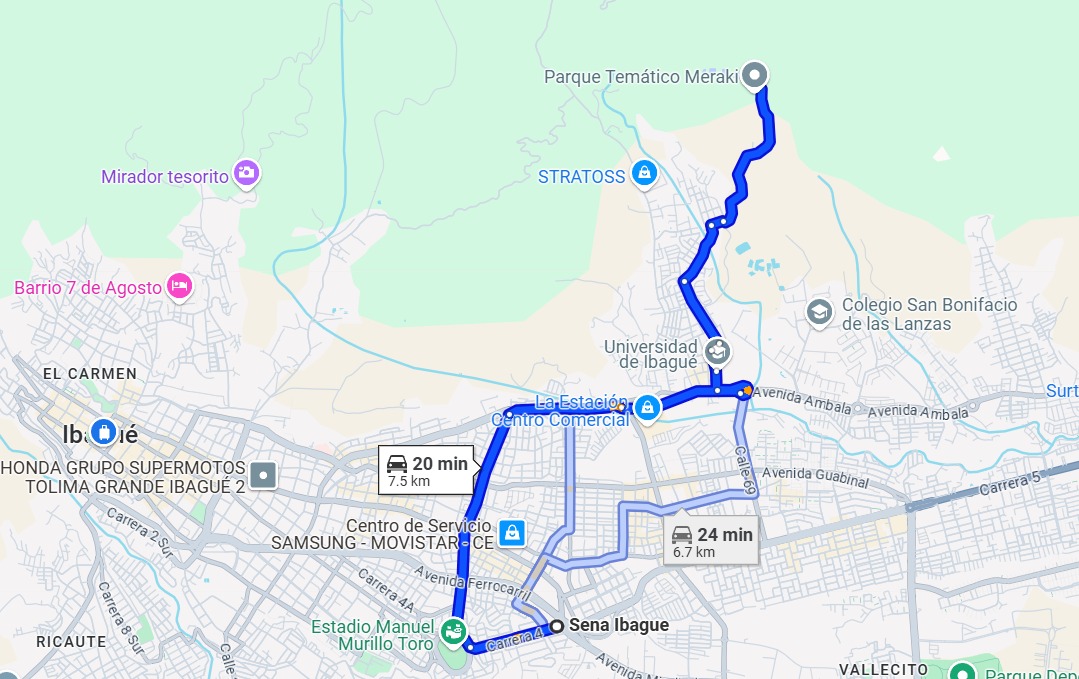 Parque Temático Meraki
Mirador tesorito
STRATOSS
Barrio 7 de Agosto
Colegio San Bonifacio
de las Lanzas
Universidad
de Ibagué
EL CARMEN
La Estación
Centro Comercial
Avenida Ambala
Avenida Ambala
Surt
HONDA GRUPO SUPERMOTOS
TOLIMA GRANDE IBAGUÉ 2
20 min
7.5 km
Calle 69
Avenida Guabinal
Carrera 5
Carrera 2 Sur
Centro de Servicio
SAMSUNG - MOVISTAR - CE
24 min
6.7 km
Avenida Ferrocarril
Carrera 4A
Carrera 8 Sur
Estadio Manuel
Murillo Toro
Carrera 4
Sena Ibague
RICAUTE
Calle
VALLECITO
Parque Dep